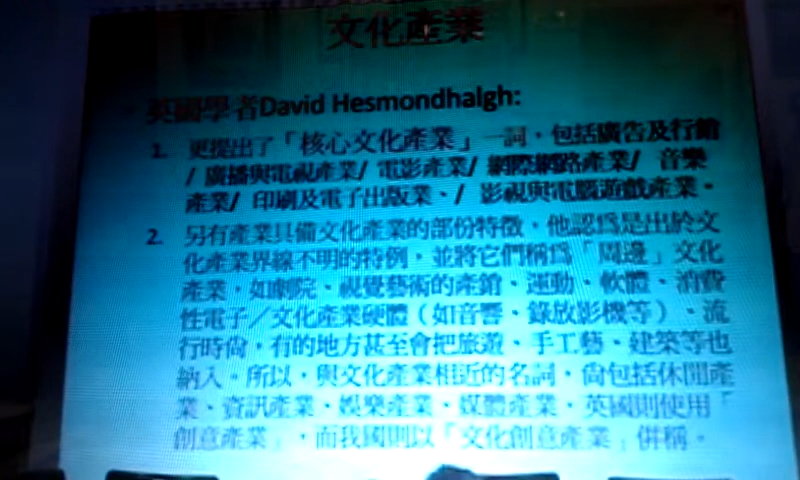 文化產業
英國學者David Hesmondhalgh:
1. 更提出了「核心文化產業」一詞，包括廣告及行銷
/ 廣播與電視產業/ 電影產業/ 網際網路產業/ 音樂
產業/ 印刷及電子出版業、/ 影視與電腦遊戲產業。
2. 另有產業具備文化產業的部份特徵，他認爲是出於文
化產業界線不明的特例，並將它們稱爲「周邊」文化
產業，如劇院、視覺藝術的產銷、運動、軟體、消費
性電子／文化產業硬體（如音響、錄放影機等）、流
行時尚，有的地方甚至會把旅遊、手工藝、建築等也
納入。所以，與文化產業相近的名詞，尚包括休閒產
業、資訊產業、娛樂產業、媒體產業，英國則使用「
創意產業」，而我國則以「文化創意產業」併稱。